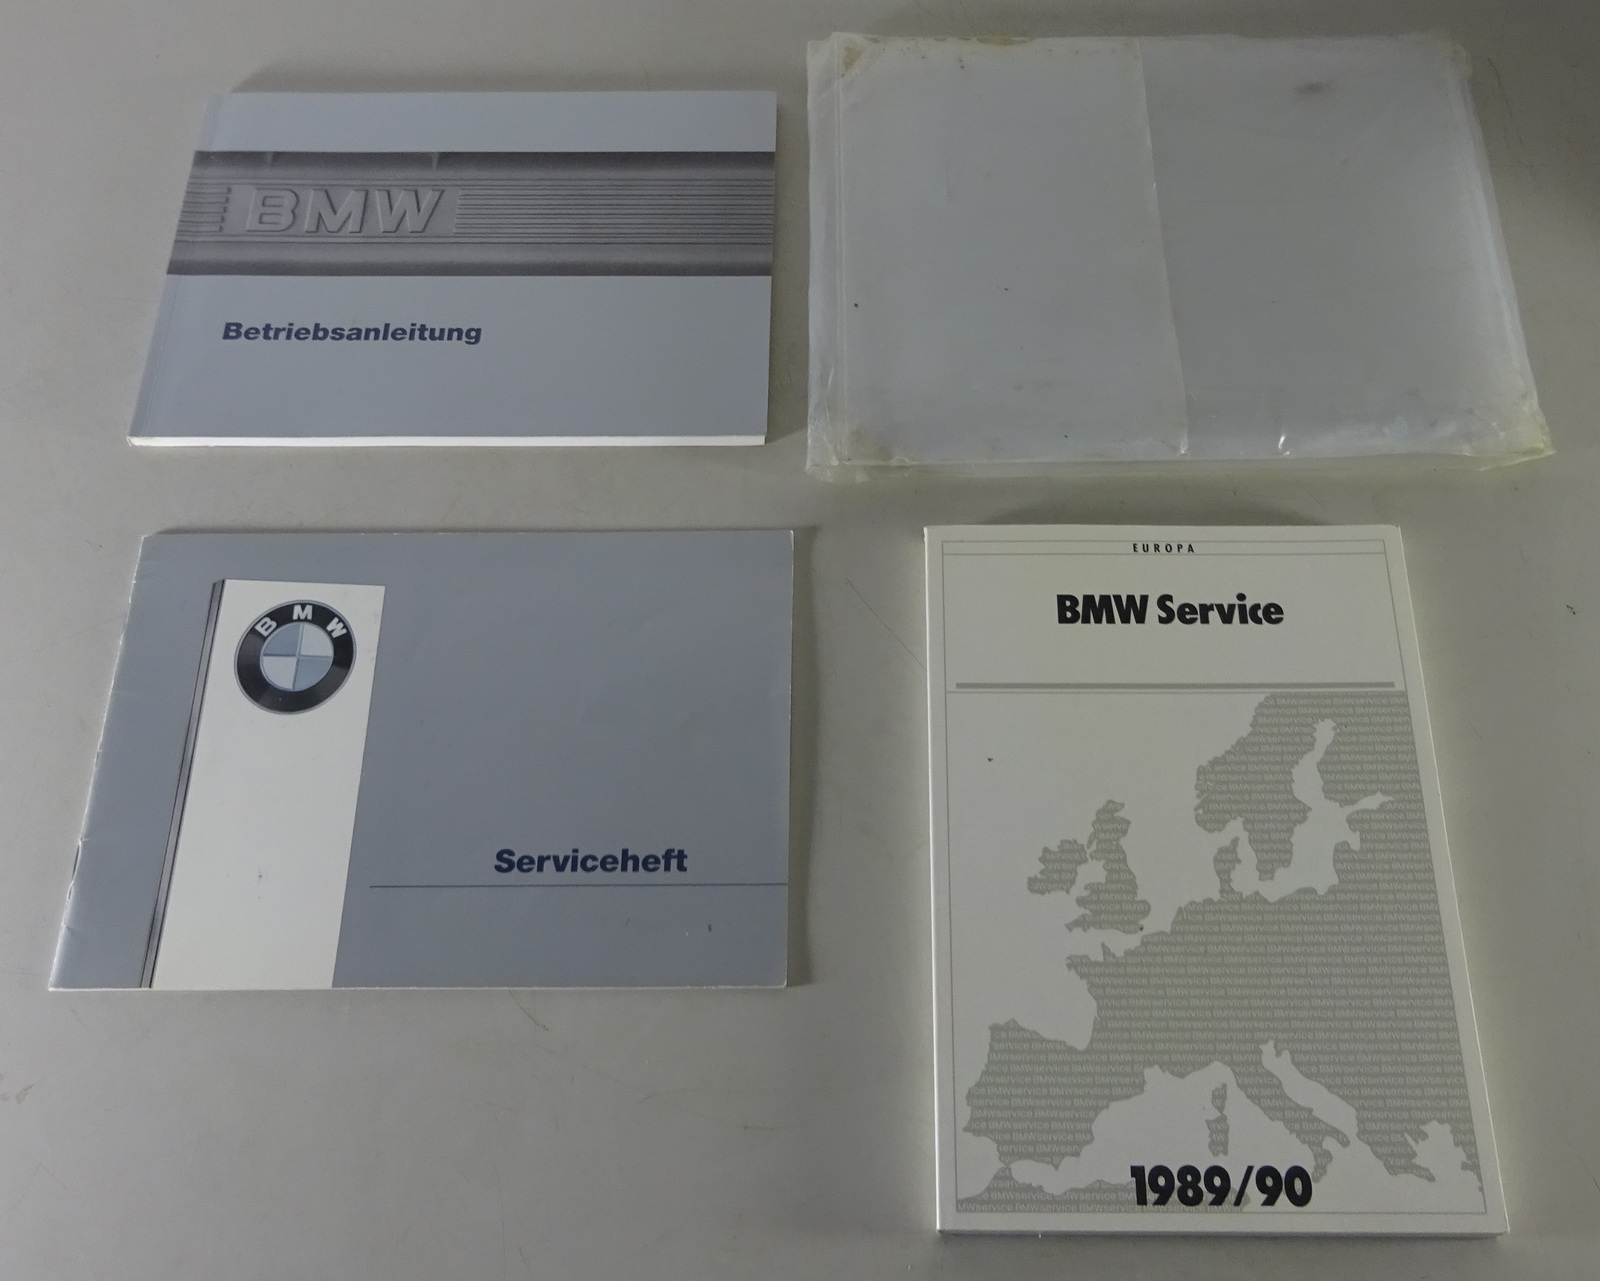 BMW
Betriebsanleitung
BMW
Serviceheft
EUROPA
BMW Service
1989/90